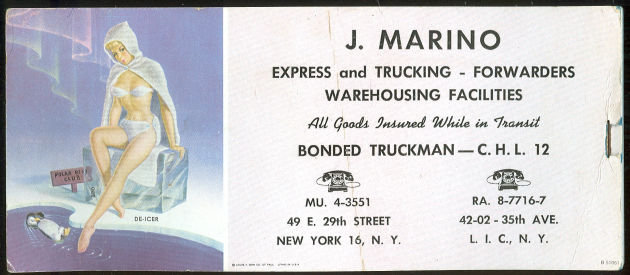 POLAR BEAR
CLUB
DE-ICER
J. MARINO
EXPRESS and TRUCKING - FORWARDERS
WAREHOUSING FACILITIES
All Goods Insured While in Transit
BONDED TRUCKMAN — C. H. L. 12
MU. 4-3551
49 E. 29th STREET
NEW YORK 16, N. Y.
RA. 8-7716-7
42-02 - 35th AVE.
L. I. C., N. Y.